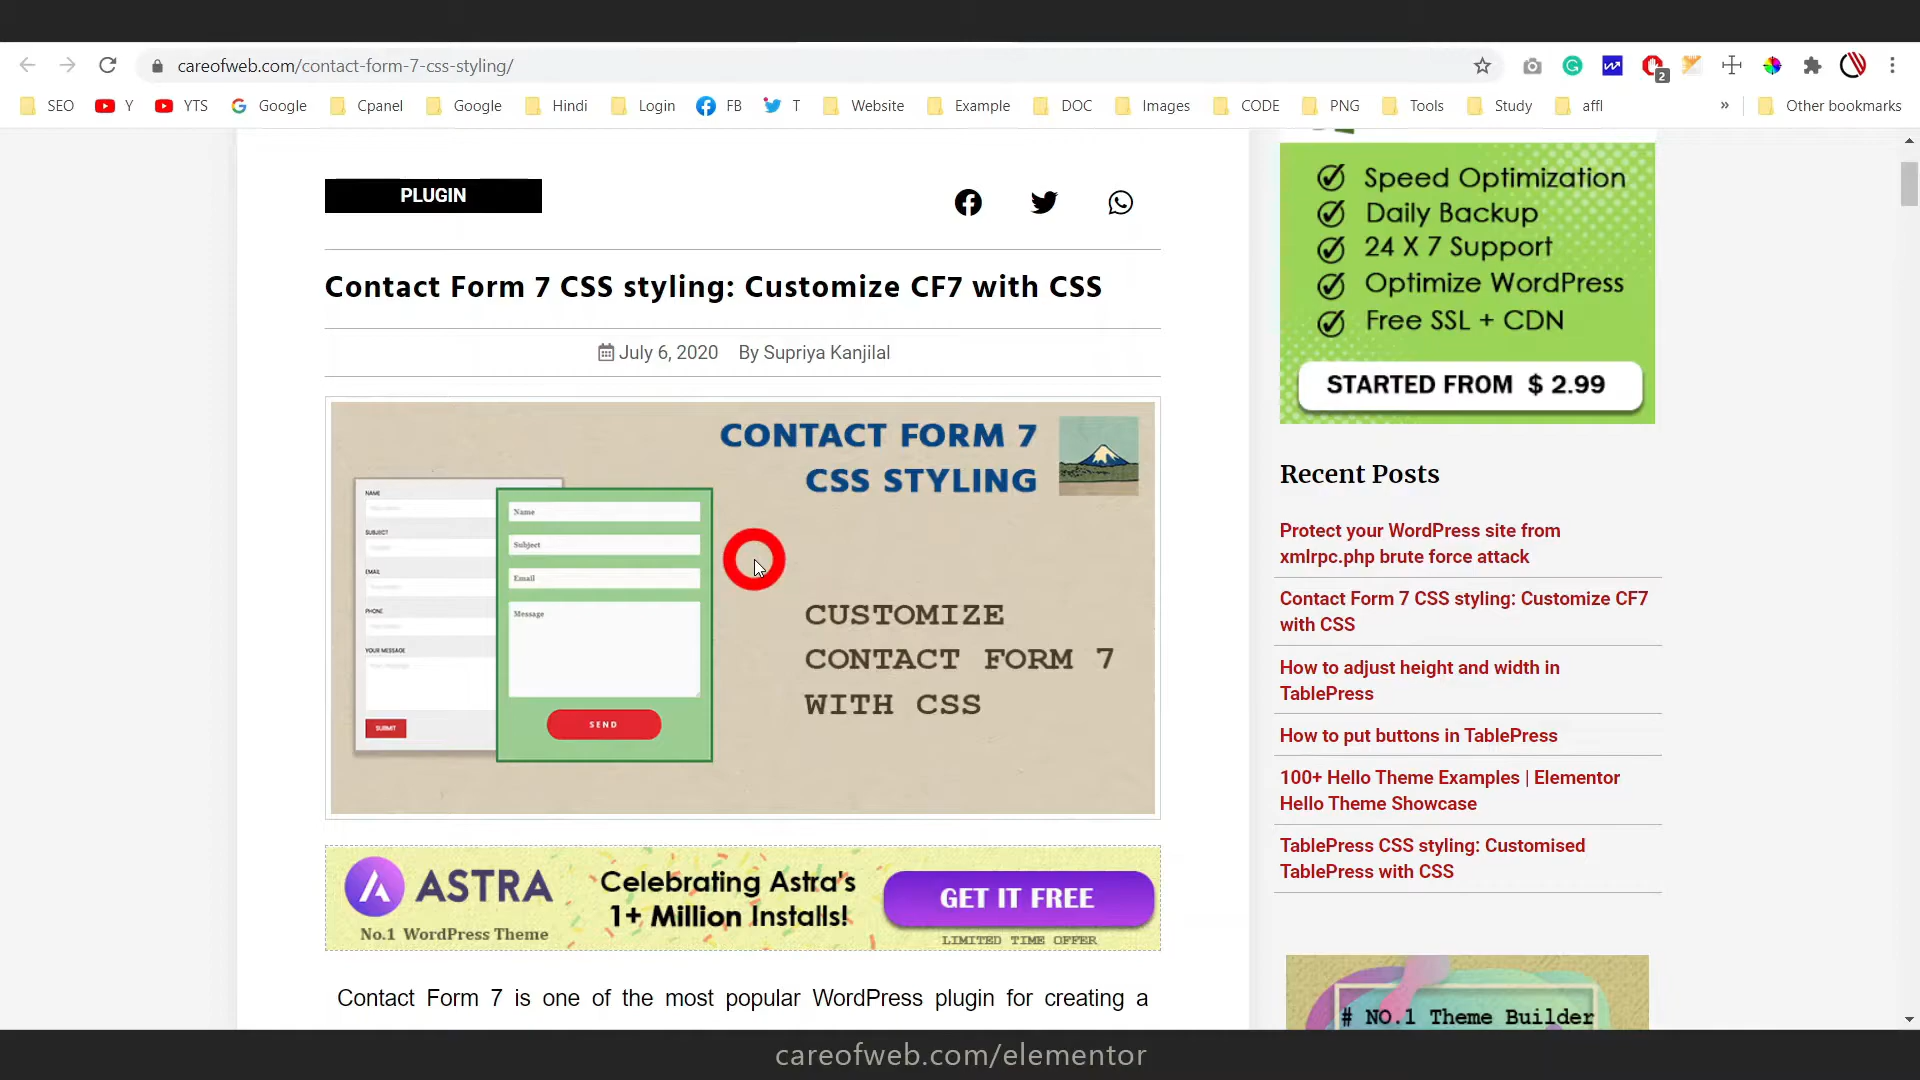 careofweb.com/contact-form-7-css-styling/
2
SEO
Y
YTS
Google
Cpanel
Google
Hindi
Login
FB
T
Website
Example
DOC
Images
CODE
PNG
Tools
Study
affl
»
Other bookmarks
PLUGIN
Contact Form 7 CSS styling: Customize CF7 with CSS
July 6, 2020 By Supriya Kanjilal
CONTACT FORM 7
CSS STYLING
NAME
SUBJECT
EMAIL
PHONE
YOUR MESSAGE
SUBMIT
Name
Subject
Email
Message
SEND
CUSTOMIZE
CONTACT FORM 7
WITH CSS
ASTRA
No.1 WordPress Theme
Celebrating Astra's
1+ Million Installs!
GET IT FREE
LIMITED TIME OFFER
Contact Form 7 is one of the most popular WordPress plugin for creating a
Speed Optimization
Daily Backup
24 X 7 Support
Optimize WordPress
Free SSL + CDN
STARTED FROM $ 2.99
Recent Posts
Protect your WordPress site from
xmlrpc.php brute force attack
Contact Form 7 CSS styling: Customize CF7
with CSS
How to adjust height and width in
TablePress
How to put buttons in TablePress
100+ Hello Theme Examples | Elementor
Hello Theme Showcase
TablePress CSS styling: Customised
TablePress with CSS
# NO.1 Theme Builder
careofweb.com/elementor